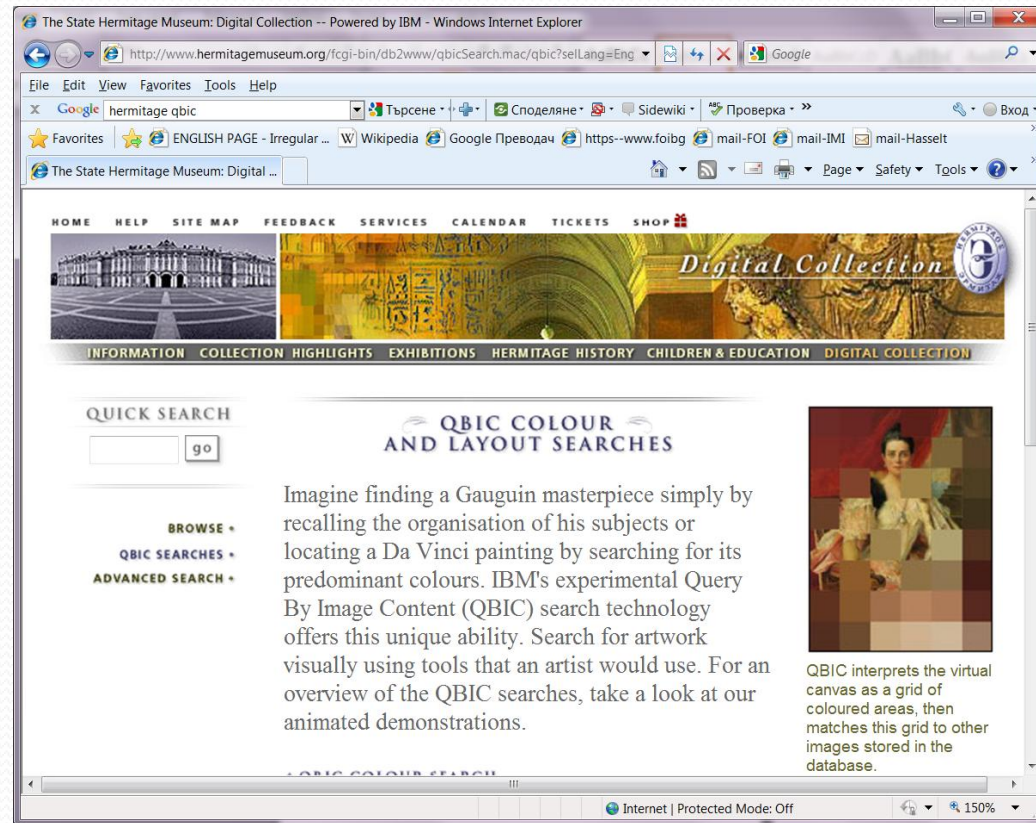 The State Hermitage Museum: Digital Collection -- Powered by IBM - Windows Internet Explorer
http://www.hermitagemuseum.org/fcgi-bin/db2www/qbicSearch.mac/qbic?selLang=Eng
Google
File Edit View Favorites Tools Help
x Google hermitage qbic Търсене Споделяне Sidewiki Проверка » Вход
Favorites ENGLISH PAGE - Irregular ... Wikipedia Google Преводач https--www.foibg mail-FOI mail-IMI mail-Hasselt
The State Hermitage Museum: Digital ... Page Safety Tools
HOME HELP SITE MAP FEEDBACK SERVICES CALENDAR TICKETS SHOP
Digital Collection
INFORMATION COLLECTION HIGHLIGHTS EXHIBITIONS HERMITAGE HISTORY CHILDREN & EDUCATION DIGITAL COLLECTION
QUICK SEARCH
go
BROWSE
QBIC SEARCHES
ADVANCED SEARCH
QBIC COLOUR
AND LAYOUT SEARCHES
Imagine finding a Gauguin masterpiece simply by
recalling the organisation of his subjects or
locating a Da Vinci painting by searching for its
predominant colours. IBM's experimental Query
By Image Content (QBIC) search technology
offers this unique ability. Search for artwork
visually using tools that an artist would use. For an
overview of the QBIC searches, take a look at our
animated demonstrations.
QBIC COLOUR SEARCH
QBIC interprets the virtual
canvas as a grid of
coloured areas, then
matches this grid to other
images stored in the
database.
Internet | Protected Mode: Off
150%